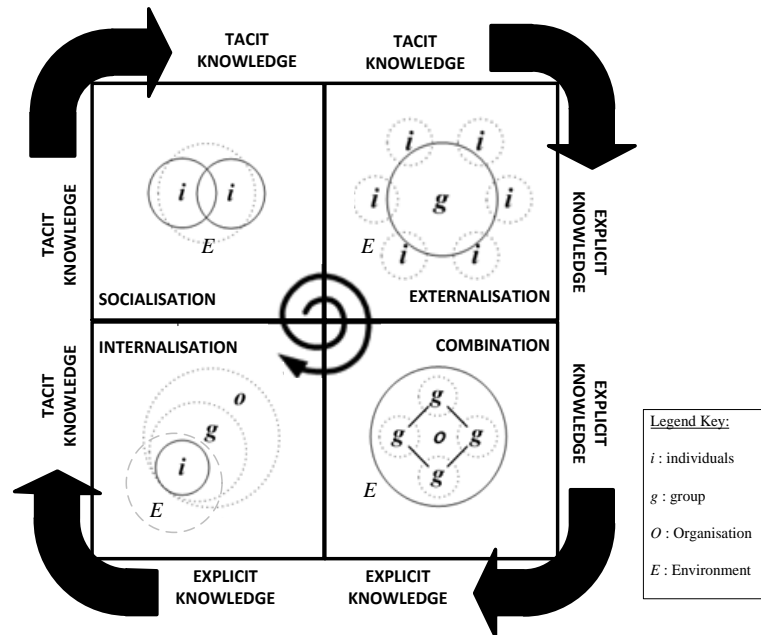 TACIT
KNOWLEDGE
TACIT
KNOWLEDGE
TACIT
KNOWLEDGE
i i
E
SOCIALISATION
i i
i g i
E i i
EXTERNALISATION
EXPLICIT
KNOWLEDGE
TACIT
KNOWLEDGE
INTERNALISATION
o
g
i
E
COMBINATION
g
g o g
g
E
EXPLICIT
KNOWLEDGE
EXPLICIT
KNOWLEDGE
EXPLICIT
KNOWLEDGE
Legend Key:
i : individuals
g : group
O : Organisation
E : Environment